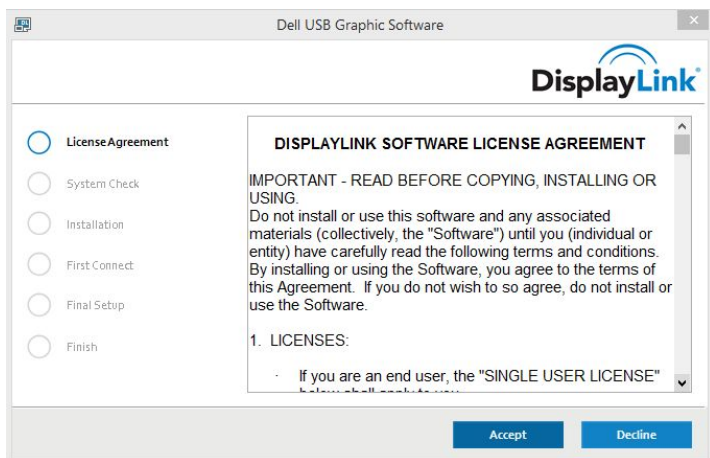 Dell USB Graphic Software
DisplayLink
License Agreement
System Check
Installation
First Connect
Final Setup
Finish
DISPLAYLINK SOFTWARE LICENSE AGREEMENT
IMPORTANT - READ BEFORE COPYING, INSTALLING OR
USING.
Do not install or use this software and any associated
materials (collectively, the "Software") until you (individual or
entity) have carefully read the following terms and conditions.
By installing or using the Software, you agree to the terms of
this Agreement. If you do not wish to so agree, do not install or
use the Software.
1. LICENSES:
· If you are an end user, the "SINGLE USER LICENSE"
below shall apply to you
Accept
Decline